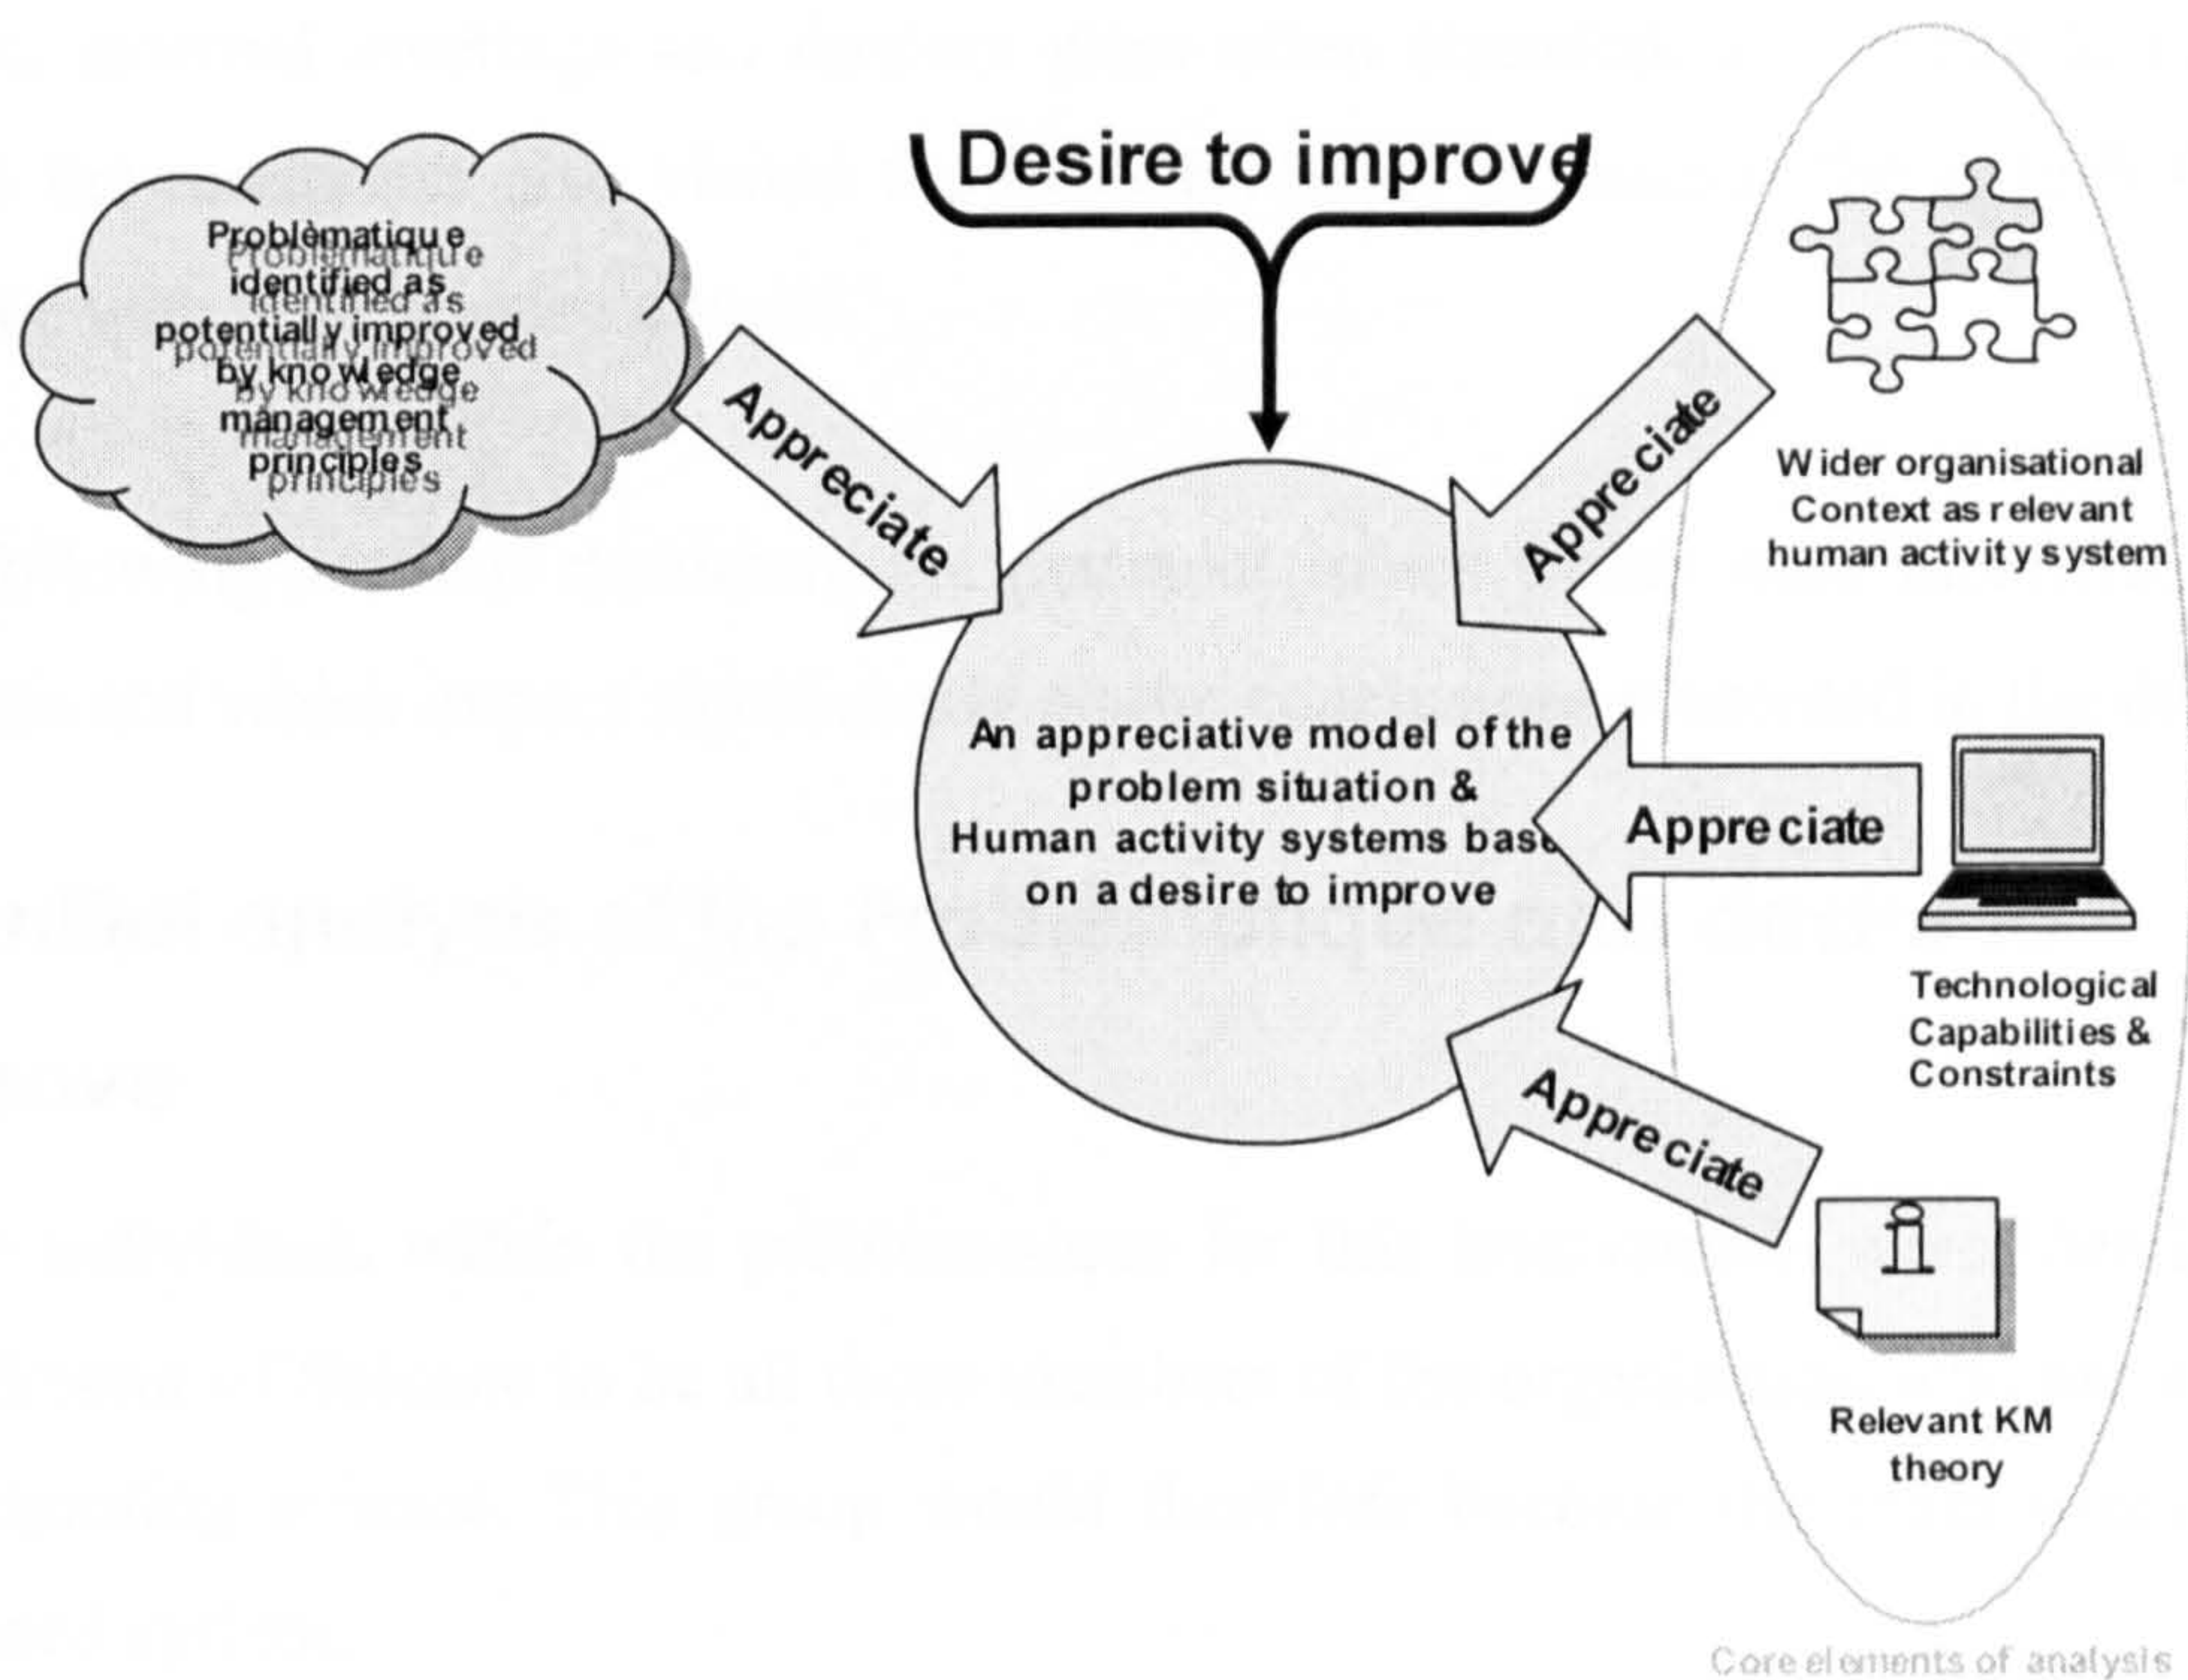 Desire to improve
Problèmatique
identified as
potentially improved
by knowledge
management
principles
Appreciate
Appreciate
Wider organisational
Context as relevant
human activity system
An appreciative model of the
problem situation &
Human activity systems base
on a desire to improve
Appreciate
Technological
Capabilities &
Constraints
Appreciate
Relevant KM
theory
Core elements of analysis